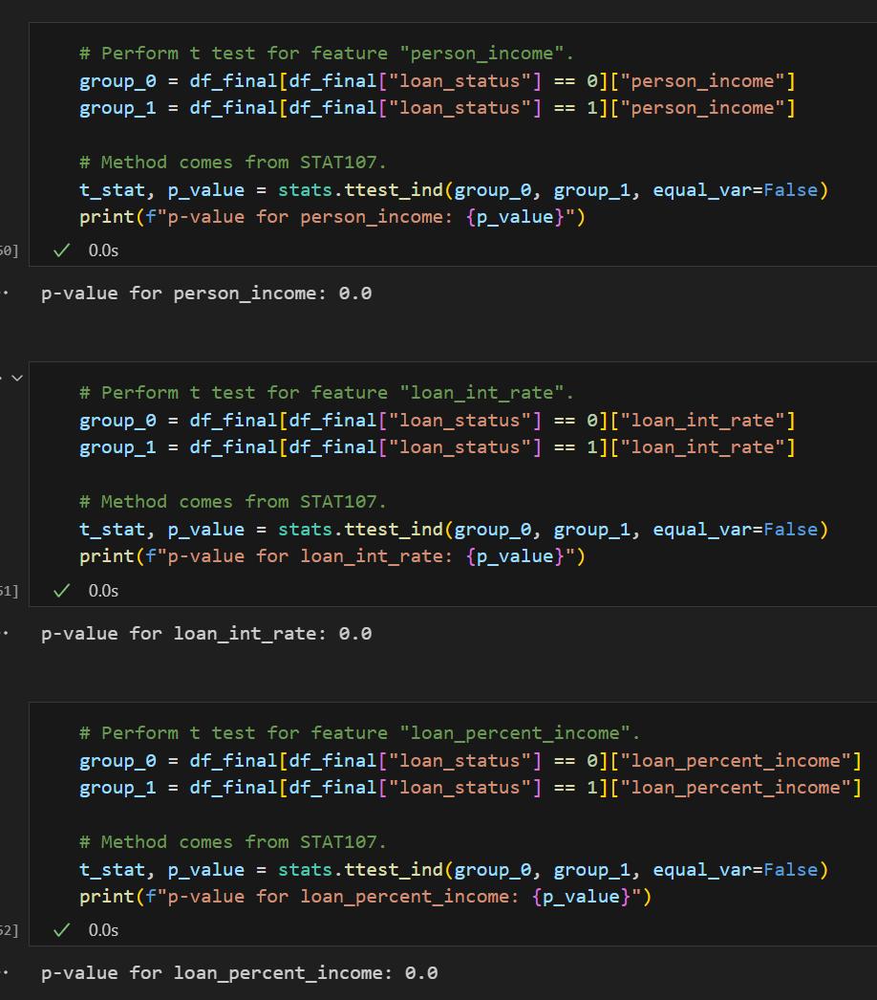 # Perform t test for feature "person_income".
group_0 = df_final[df_final["loan_status"] == 0]["person_income"]
group_1 = df_final[df_final["loan_status"] == 1]["person_income"]
# Method comes from STAT107.
t_stat, p_value = stats.ttest_ind(group_0, group_1, equal_var=False)
print(f"p-value for person_income: {p_value}")
0.0s
p-value for person_income: 0.0
# Perform t test for feature "loan_int_rate".
group_0 = df_final[df_final["loan_status"] == 0]["loan_int_rate"]
group_1 = df_final[df_final["loan_status"] == 1]["loan_int_rate"]
# Method comes from STAT107.
t_stat, p_value = stats.ttest_ind(group_0, group_1, equal_var=False)
print(f"p-value for loan_int_rate: {p_value}")
51] 0.0s
p-value for loan_int_rate: 0.0
# Perform t test for feature "loan_percent_income".
group_0 = df_final[df_final["loan_status"] == 0]["loan_percent_income"]
group_1 = df_final[df_final["loan_status"] == 1]["loan_percent_income"]
# Method comes from STAT107.
t_stat, p_value = stats.ttest_ind(group_0, group_1, equal_var=False)
print(f"p-value for loan_percent_income: {p_value}")
52] 0.0s
p-value for loan_percent_income: 0.0